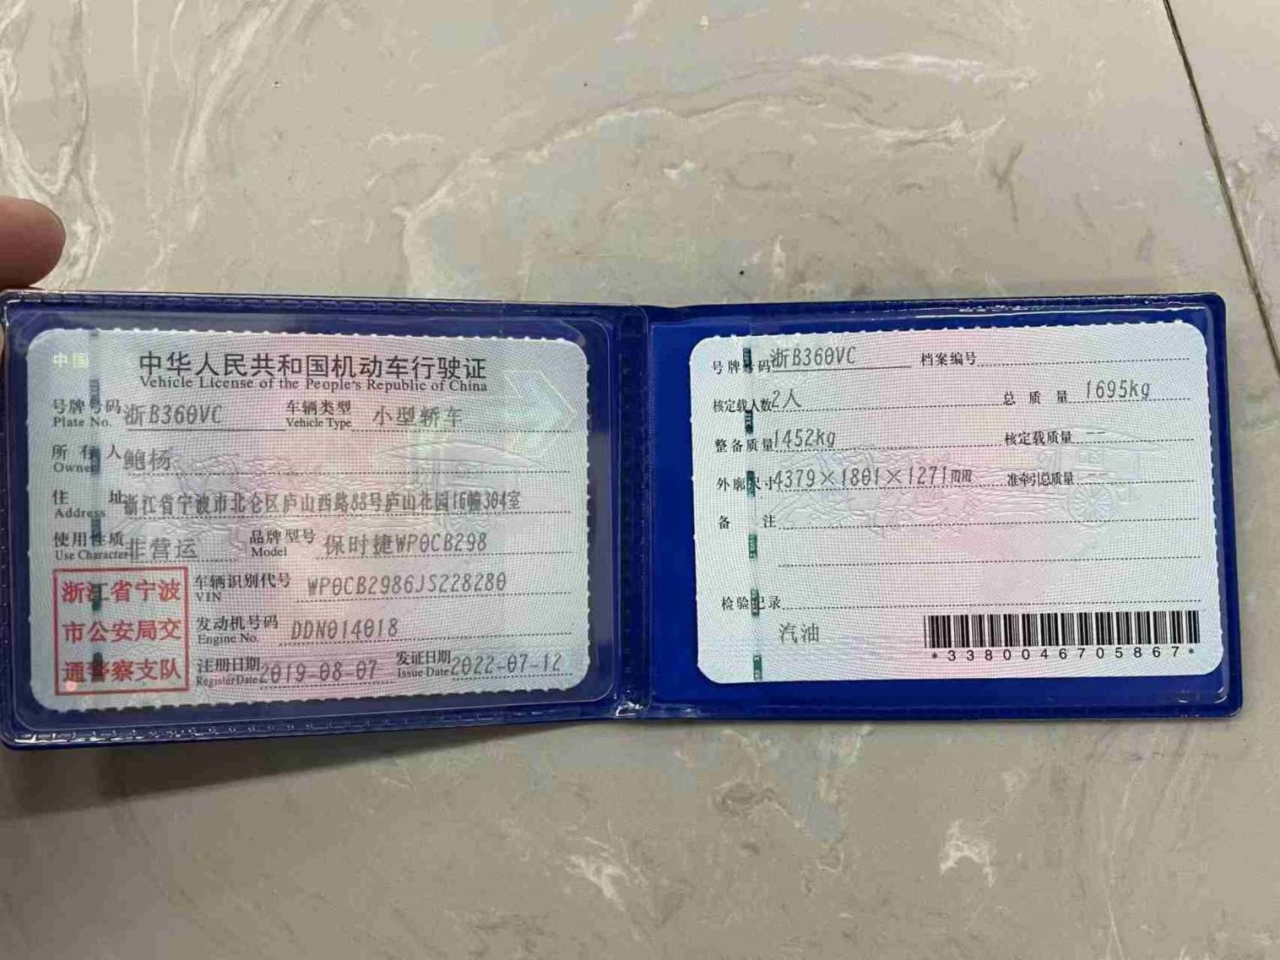 中国
中华人民共和国机动车行驶证
Vehicle License of the People's Republic of China
号牌号码 浙B360VC 车辆类型 小型轿车
Plate No. Vehicle Type
所有人 鲍杨
Owner
住址 浙江省宁波市北仑区庐山西路88号庐山花园16幢304室
Address
使用性质 非营运 品牌型号 保时捷WP0CB298
Use Character Model
浙江省宁波
市公安局交
通警察支队
车辆识别代号 WP0CB2986JS228280
VIN
发动机号码 DDN014018
Engine No.
注册日期 2019-08-07 发证日期 2022-07-12
Register Date Issue Date
号牌号码 浙B360VC 档案编号
核定载人数 2人 总质量 1695kg
整备质量 1452kg 核定载质量 --
外廓尺寸 4379×1801×1271mm 准牵引总质量 --
备注
检验记录
汽油
*3380046705867*